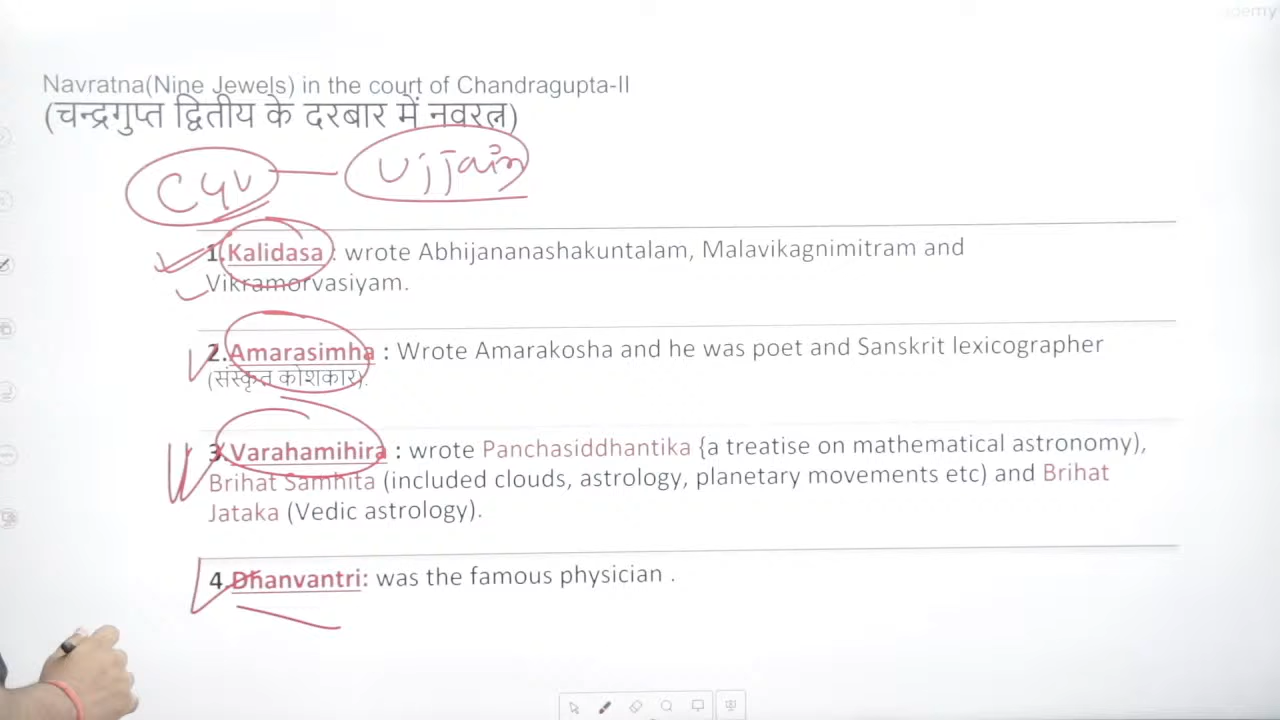 ademy
Navratna(Nine Jewels) in the court of Chandragupta-II
(चन्द्रगुप्त द्वितीय के दरबार में नवरत्न)
Ujjain
1.Kalidasa : wrote Abhijananashakuntalam, Malavikagnimitram and
Vikramorvasiyam.
2.Amarasimha : Wrote Amarakosha and he was poet and Sanskrit lexicographer
(संस्कृत कोशकार).
3.Varahamihira : wrote Panchasiddhantika {a treatise on mathematical astronomy),
Brihat Samhita (included clouds, astrology, planetary movements etc) and Brihat
Jataka (Vedic astrology).
4.Dhanvantri: was the famous physician .